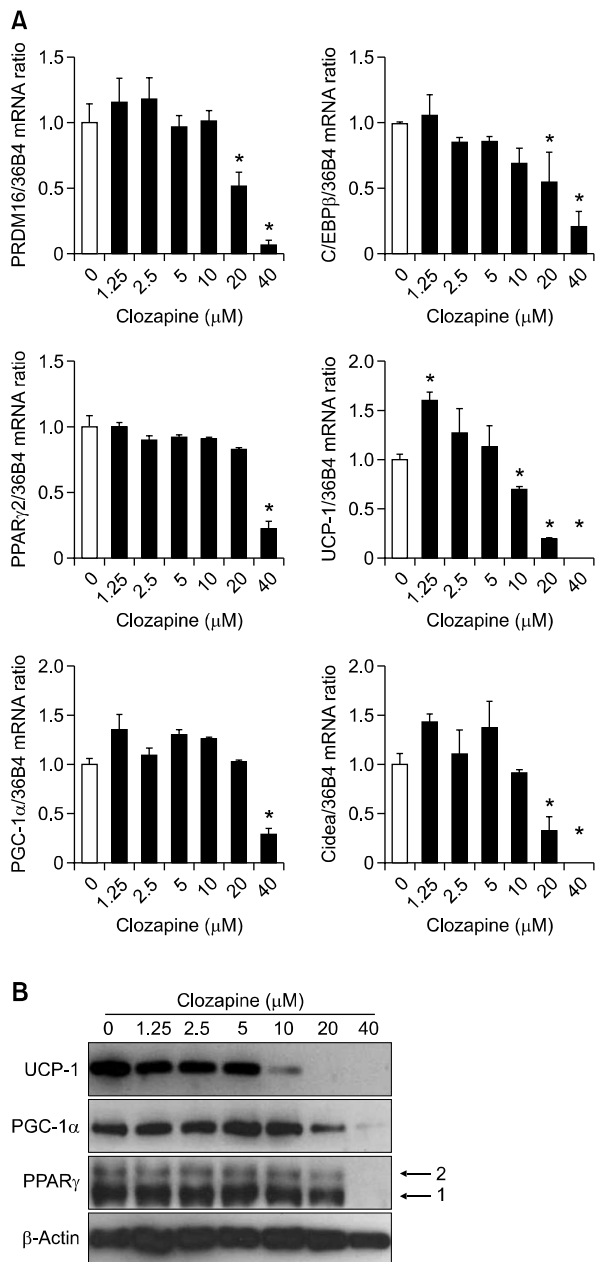 A
PRDM16/36B4 mRNA ratio
1.5
1.0
0.5
0
*
*
0 1.25 2.5 5 10 20 40
Clozapine (μM)
C/EBPβ/36B4 mRNA ratio
1.5
1.0
0.5
0
*
*
0 1.25 2.5 5 10 20 40
Clozapine (μM)
PPARγ2/36B4 mRNA ratio
1.5
1.0
0.5
0
*
0 1.25 2.5 5 10 20 40
Clozapine (μM)
UCP-1/36B4 mRNA ratio
2.0
1.5
1.0
0.5
0
*
*
*
*
0 1.25 2.5 5 10 20 40
Clozapine (μM)
PGC-1α/36B4 mRNA ratio
2.0
1.5
1.0
0.5
0
*
0 1.25 2.5 5 10 20 40
Clozapine (μM)
Cidea/36B4 mRNA ratio
2.0
1.5
1.0
0.5
0
*
*
0 1.25 2.5 5 10 20 40
Clozapine (μM)
B
Clozapine (μM)
0 1.25 2.5 5 10 20 40
UCP-1
PGC-1α
PPARγ
2
1
β-Actin